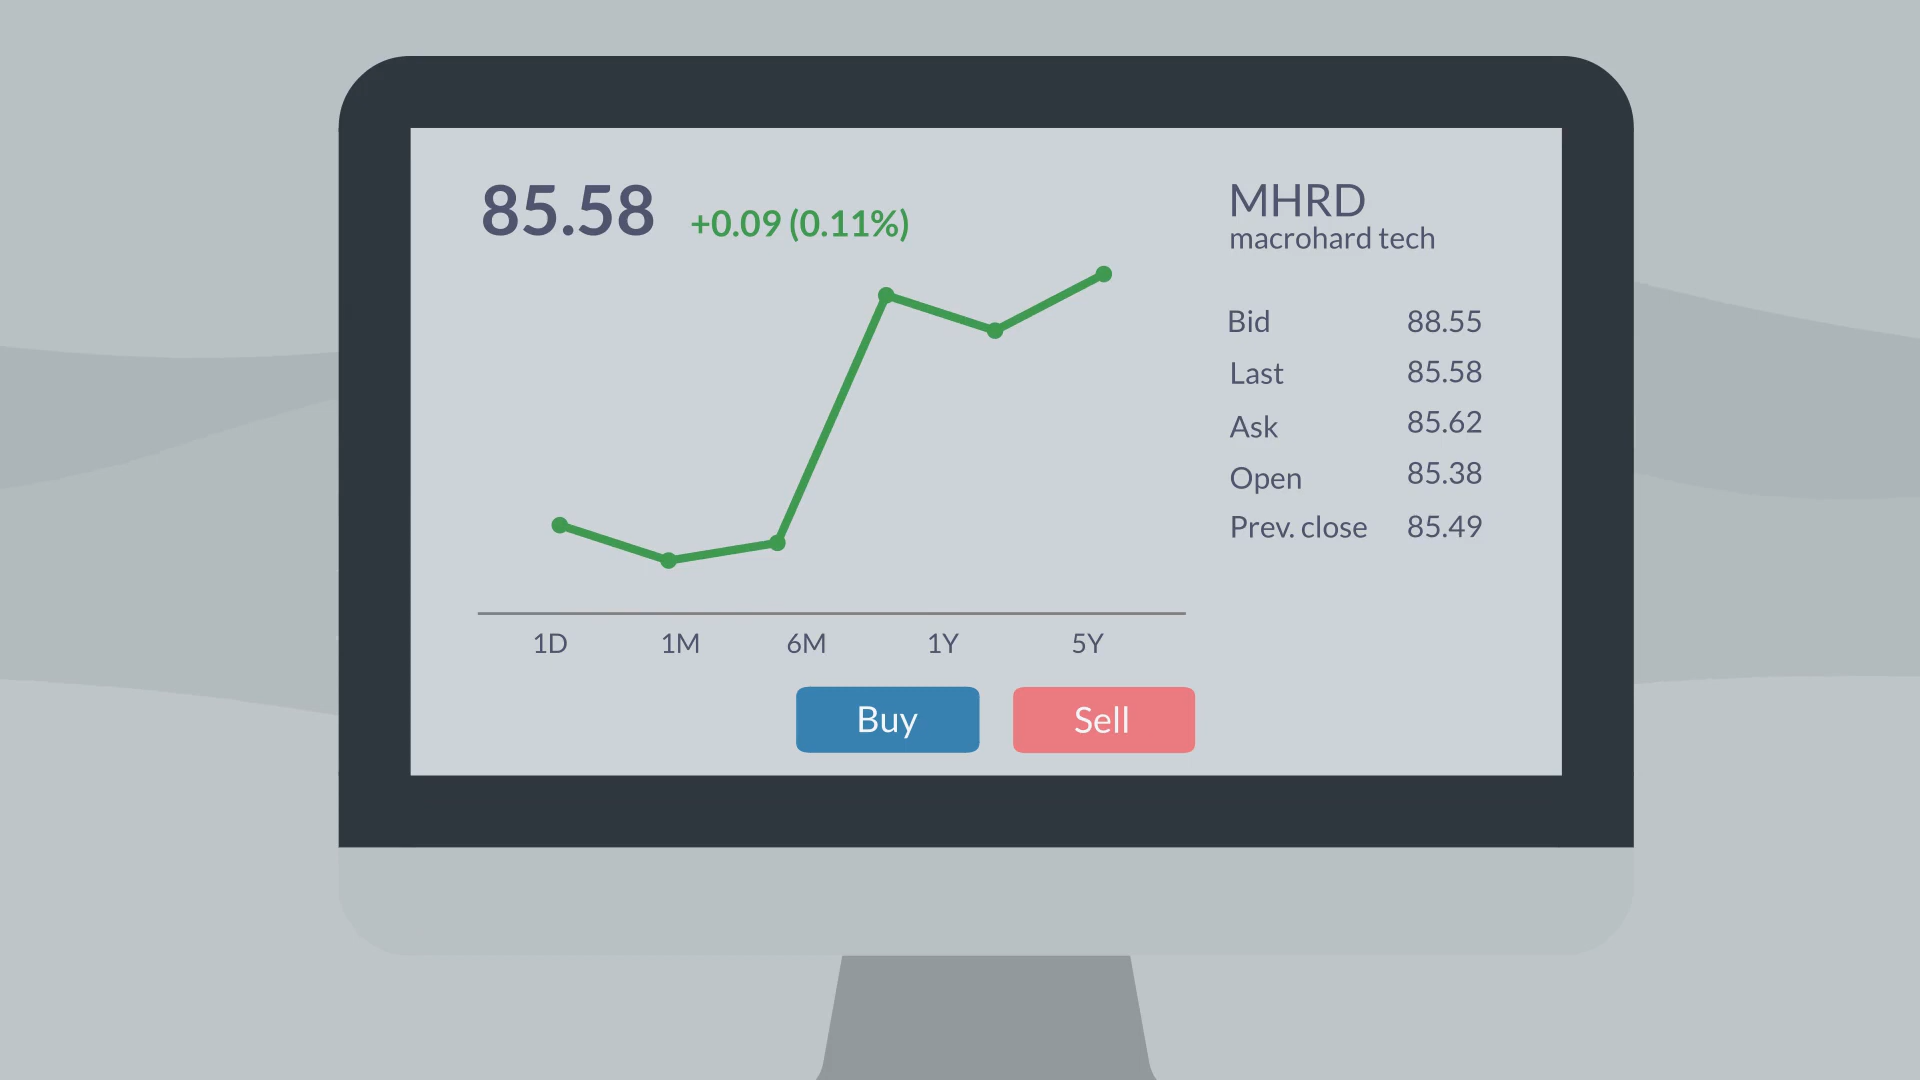 85.58 +0.09 (0.11%)
MHRD
macrohard tech
Bid 88.55
Last 85.58
Ask 85.62
Open 85.38
Prev. close 85.49
1D 1M 6M 1Y 5Y
Buy Sell